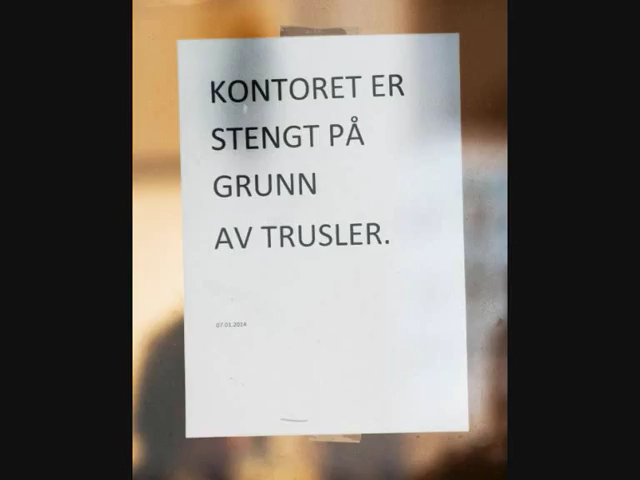 KONTORET ER
STENGT PÅ
GRUNN
AV TRUSLER.
07.01.2014